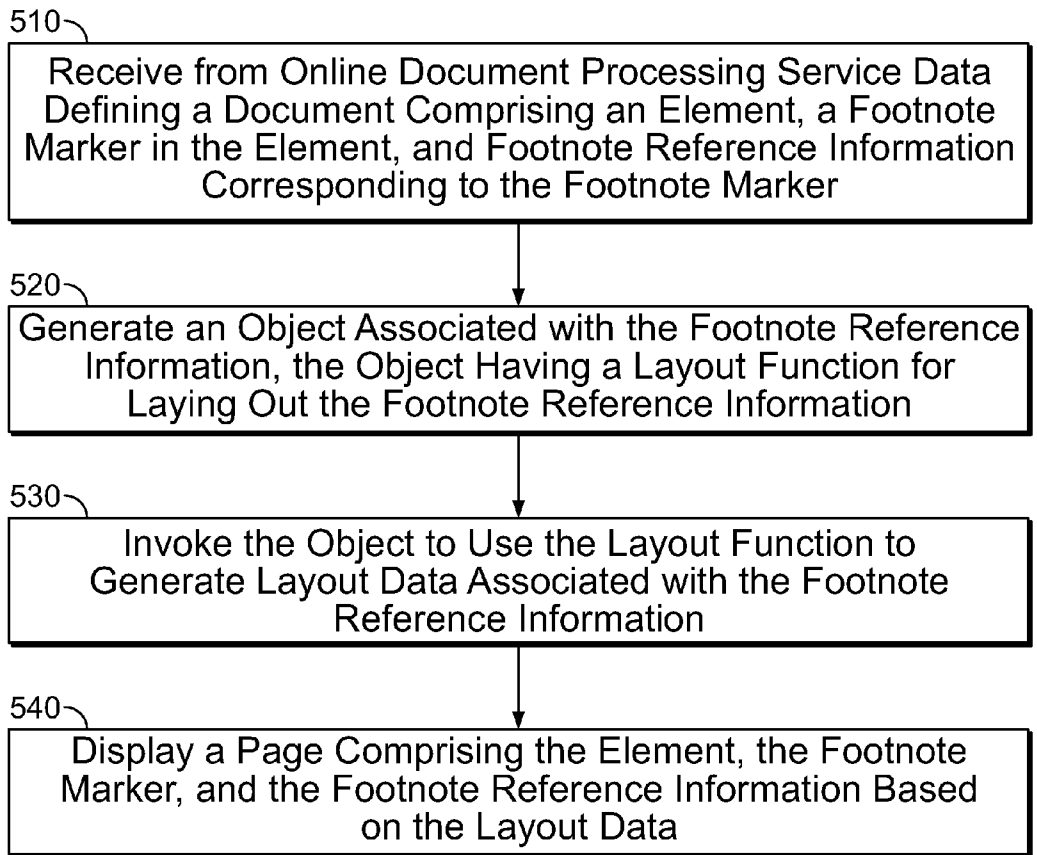 510
Receive from Online Document Processing Service Data
Defining a Document Comprising an Element, a Footnote
Marker in the Element, and Footnote Reference Information
Corresponding to the Footnote Marker
520
Generate an Object Associated with the Footnote Reference
Information, the Object Having a Layout Function for
Laying Out the Footnote Reference Information
530
Invoke the Object to Use the Layout Function to
Generate Layout Data Associated with the Footnote
Reference Information
540
Display a Page Comprising the Element, the Footnote
Marker, and the Footnote Reference Information Based
on the Layout Data